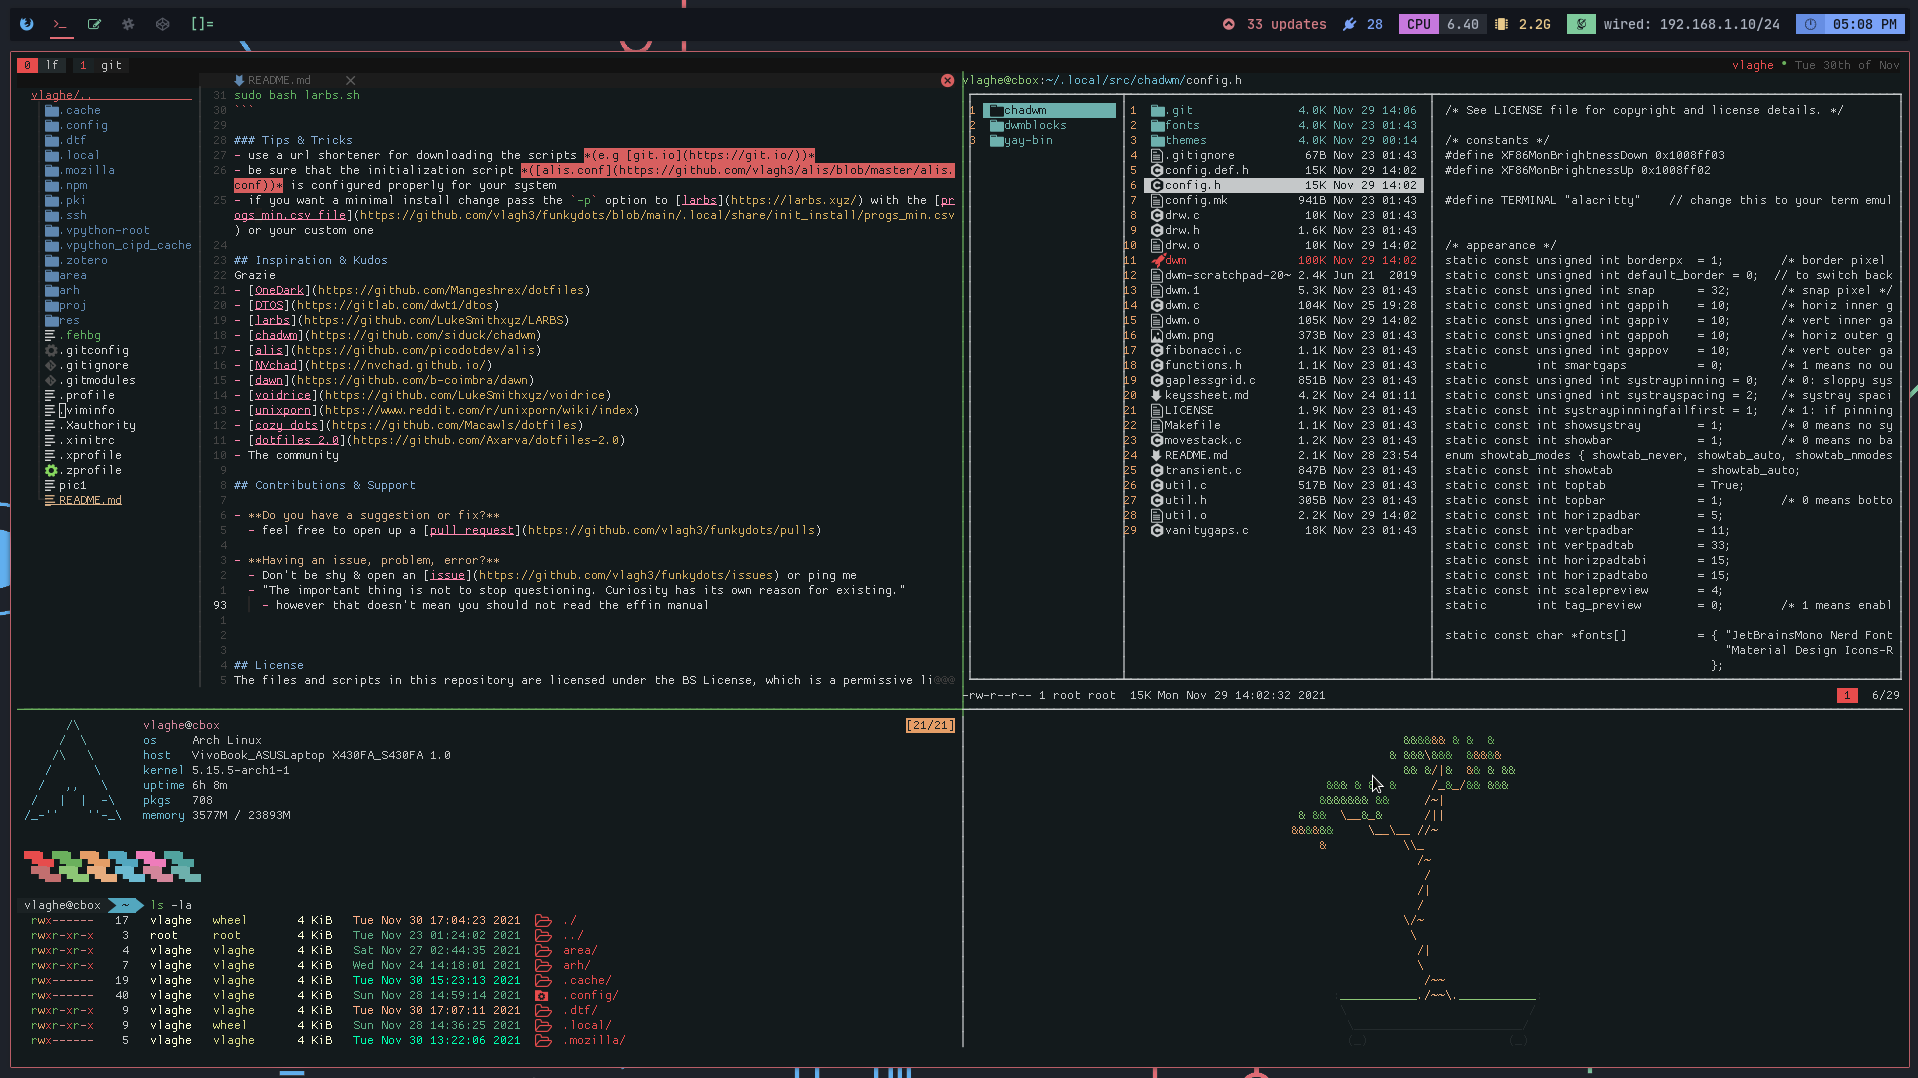 >_ []= 33 updates 28 CPU 6.40 2.2G wired: 192.168.1.10/24 05:08 PM
0 lf 1 git
vlaghe • Tue 30th of Nov
vlaghe/..
.cache
.config
.dtf
.local
.mozilla
.npm
.pki
.ssh
.vpython-root
.vpython_cipd_cache
.zotero
area
arh
proj
res
.fehbg
.gitconfig
.gitignore
.gitmodules
.profile
.viminfo
.Xauthority
.xinitrc
.xprofile
.zprofile
pic1
README.md
README.md
31 sudo bash larbs.sh
30 ```
29
28 ### Tips & Tricks
27 - use a url shortener for downloading the scripts *(e.g [git.io](https://git.io/))*
26 - be sure that the initialization script *([alis.conf](https://github.com/vlagh3/alis/blob/master/alis.
conf))* is configured properly for your system
25 - if you want a minimal install change pass the `-p` option to [larbs](https://larbs.xyz/) with the [pr
ogs_min.csv file](https://github.com/vlagh3/funkydots/blob/main/.local/share/init_install/progs_min.csv
) or your custom one
24
23 ## Inspiration & Kudos
22 Grazie
21 - [OneDark](https://github.com/Mangeshrex/dotfiles)
20 - [DTOS](https://gitlab.com/dwt1/dtos)
19 - [larbs](https://github.com/LukeSmithxyz/LARBS)
18 - [chadwm](https://github.com/siduck/chadwm)
17 - [alis](https://github.com/picodotdev/alis)
16 - [NVchad](https://nvchad.github.io/)
15 - [dawn](https://github.com/b-coimbra/dawn)
14 - [voidrice](https://github.com/LukeSmithxyz/voidrice)
13 - [unixporn](https://www.reddit.com/r/unixporn/wiki/index)
12 - [cozy dots](https://github.com/Macawls/dotfiles)
11 - [dotfiles 2.0](https://github.com/Axarva/dotfiles-2.0)
10 - The community
9
8 ## Contributions & Support
7
6 - **Do you have a suggestion or fix?**
5 - feel free to open up a [pull request](https://github.com/vlagh3/funkydots/pulls)
4
3 - **Having an issue, problem, error?**
2 - Don't be shy & open an [issue](https://github.com/vlagh3/funkydots/issues) or ping me
1 - "The important thing is not to stop questioning. Curiosity has its own reason for existing."
93 - however that doesn't mean you should not read the effin manual
1
2
3
4 ## License
5 The files and scripts in this repository are licensed under the BS License, which is a permissive li@@@
vlaghe@cbox:~/.local/src/chadwm/config.h
1 chadwm
2 dwmblocks
3 yay-bin
1 .git 4.0K Nov 29 14:06
2 fonts 4.0K Nov 23 01:43
3 themes 4.0K Nov 29 00:14
4 .gitignore 67B Nov 23 01:43
5 config.def.h 15K Nov 29 14:02
6 config.h 15K Nov 29 14:02
7 config.mk 941B Nov 23 01:43
8 drw.c 10K Nov 23 01:43
9 drw.h 1.6K Nov 23 01:43
10 drw.o 10K Nov 29 14:02
11 dwm 100K Nov 29 14:02
12 dwm-scratchpad-20~ 2.4K Jun 21 2019
13 dwm.1 5.3K Nov 23 01:43
14 dwm.c 104K Nov 25 19:28
15 dwm.o 105K Nov 29 14:02
16 dwm.png 373B Nov 23 01:43
17 fibonacci.c 1.1K Nov 23 01:43
18 functions.h 1.1K Nov 23 01:43
19 gaplessgrid.c 851B Nov 23 01:43
20 keyssheet.md 4.2K Nov 24 01:11
21 LICENSE 1.9K Nov 23 01:43
22 Makefile 1.1K Nov 23 01:43
23 movestack.c 1.2K Nov 23 01:43
24 README.md 2.1K Nov 28 23:54
25 transient.c 847B Nov 23 01:43
26 util.c 517B Nov 23 01:43
27 util.h 305B Nov 23 01:43
28 util.o 2.2K Nov 29 14:02
29 vanitygaps.c 18K Nov 23 01:43
/* See LICENSE file for copyright and license details. */
/* constants */
#define XF86MonBrightnessDown 0x1008ff03
#define XF86MonBrightnessUp 0x1008ff02
#define TERMINAL "alacritty" // change this to your term emul
/* appearance */
static const unsigned int borderpx = 1; /* border pixel
static const unsigned int default_border = 0; // to switch back
static const unsigned int snap = 32; /* snap pixel */
static const unsigned int gappih = 10; /* horiz inner g
static const unsigned int gappiv = 10; /* vert inner ga
static const unsigned int gappoh = 10; /* horiz outer g
static const unsigned int gappov = 10; /* vert outer ga
static int smartgaps = 0; /* 1 means no ou
static const unsigned int systraypinning = 0; /* 0: sloppy sys
static const unsigned int systrayspacing = 2; /* systray spaci
static const int systraypinningfailfirst = 1; /* 1: if pinning
static const int showsystray = 1; /* 0 means no sy
static const int showbar = 1; /* 0 means no ba
enum showtab_modes { showtab_never, showtab_auto, showtab_nmodes
static const int showtab = showtab_auto;
static const int toptab = True;
static const int topbar = 1; /* 0 means botto
static const int horizpadbar = 5;
static const int vertpadbar = 11;
static const int vertpadtab = 33;
static const int horizpadtabi = 15;
static const int horizpadtabo = 15;
static const int scalepreview = 4;
static int tag_preview = 0; /* 1 means enabl
static const char *fonts[] = { "JetBrainsMono Nerd Font
"Material Design Icons-R
};
-rw-r--r-- 1 root root 15K Mon Nov 29 14:02:32 2021 1 6/29
vlaghe@cbox [21/21]
os Arch Linux
host VivoBook_ASUSLaptop X430FA_S430FA 1.0
kernel 5.15.5-arch1-1
uptime 6h 8m
pkgs 708
memory 3577M / 23893M
vlaghe@cbox ~ ls -la
rwx------ 17 vlaghe wheel 4 KiB Tue Nov 30 17:04:23 2021 ./
rwxr-xr-x 3 root root 4 KiB Tue Nov 23 01:24:02 2021 ../
rwxr-xr-x 4 vlaghe vlaghe 4 KiB Sat Nov 27 02:44:35 2021 area/
rwxr-xr-x 7 vlaghe vlaghe 4 KiB Wed Nov 24 14:18:01 2021 arh/
rwx------ 19 vlaghe vlaghe 4 KiB Tue Nov 30 15:23:13 2021 .cache/
rwx------ 40 vlaghe vlaghe 4 KiB Sun Nov 28 14:59:14 2021 .config/
rwx------ 9 vlaghe vlaghe 4 KiB Tue Nov 30 17:07:11 2021 .dtf/
rwxr-xr-x 9 vlaghe wheel 4 KiB Sun Nov 28 14:36:25 2021 .local/
rwx------ 5 vlaghe vlaghe 4 KiB Tue Nov 30 13:22:06 2021 .mozilla/